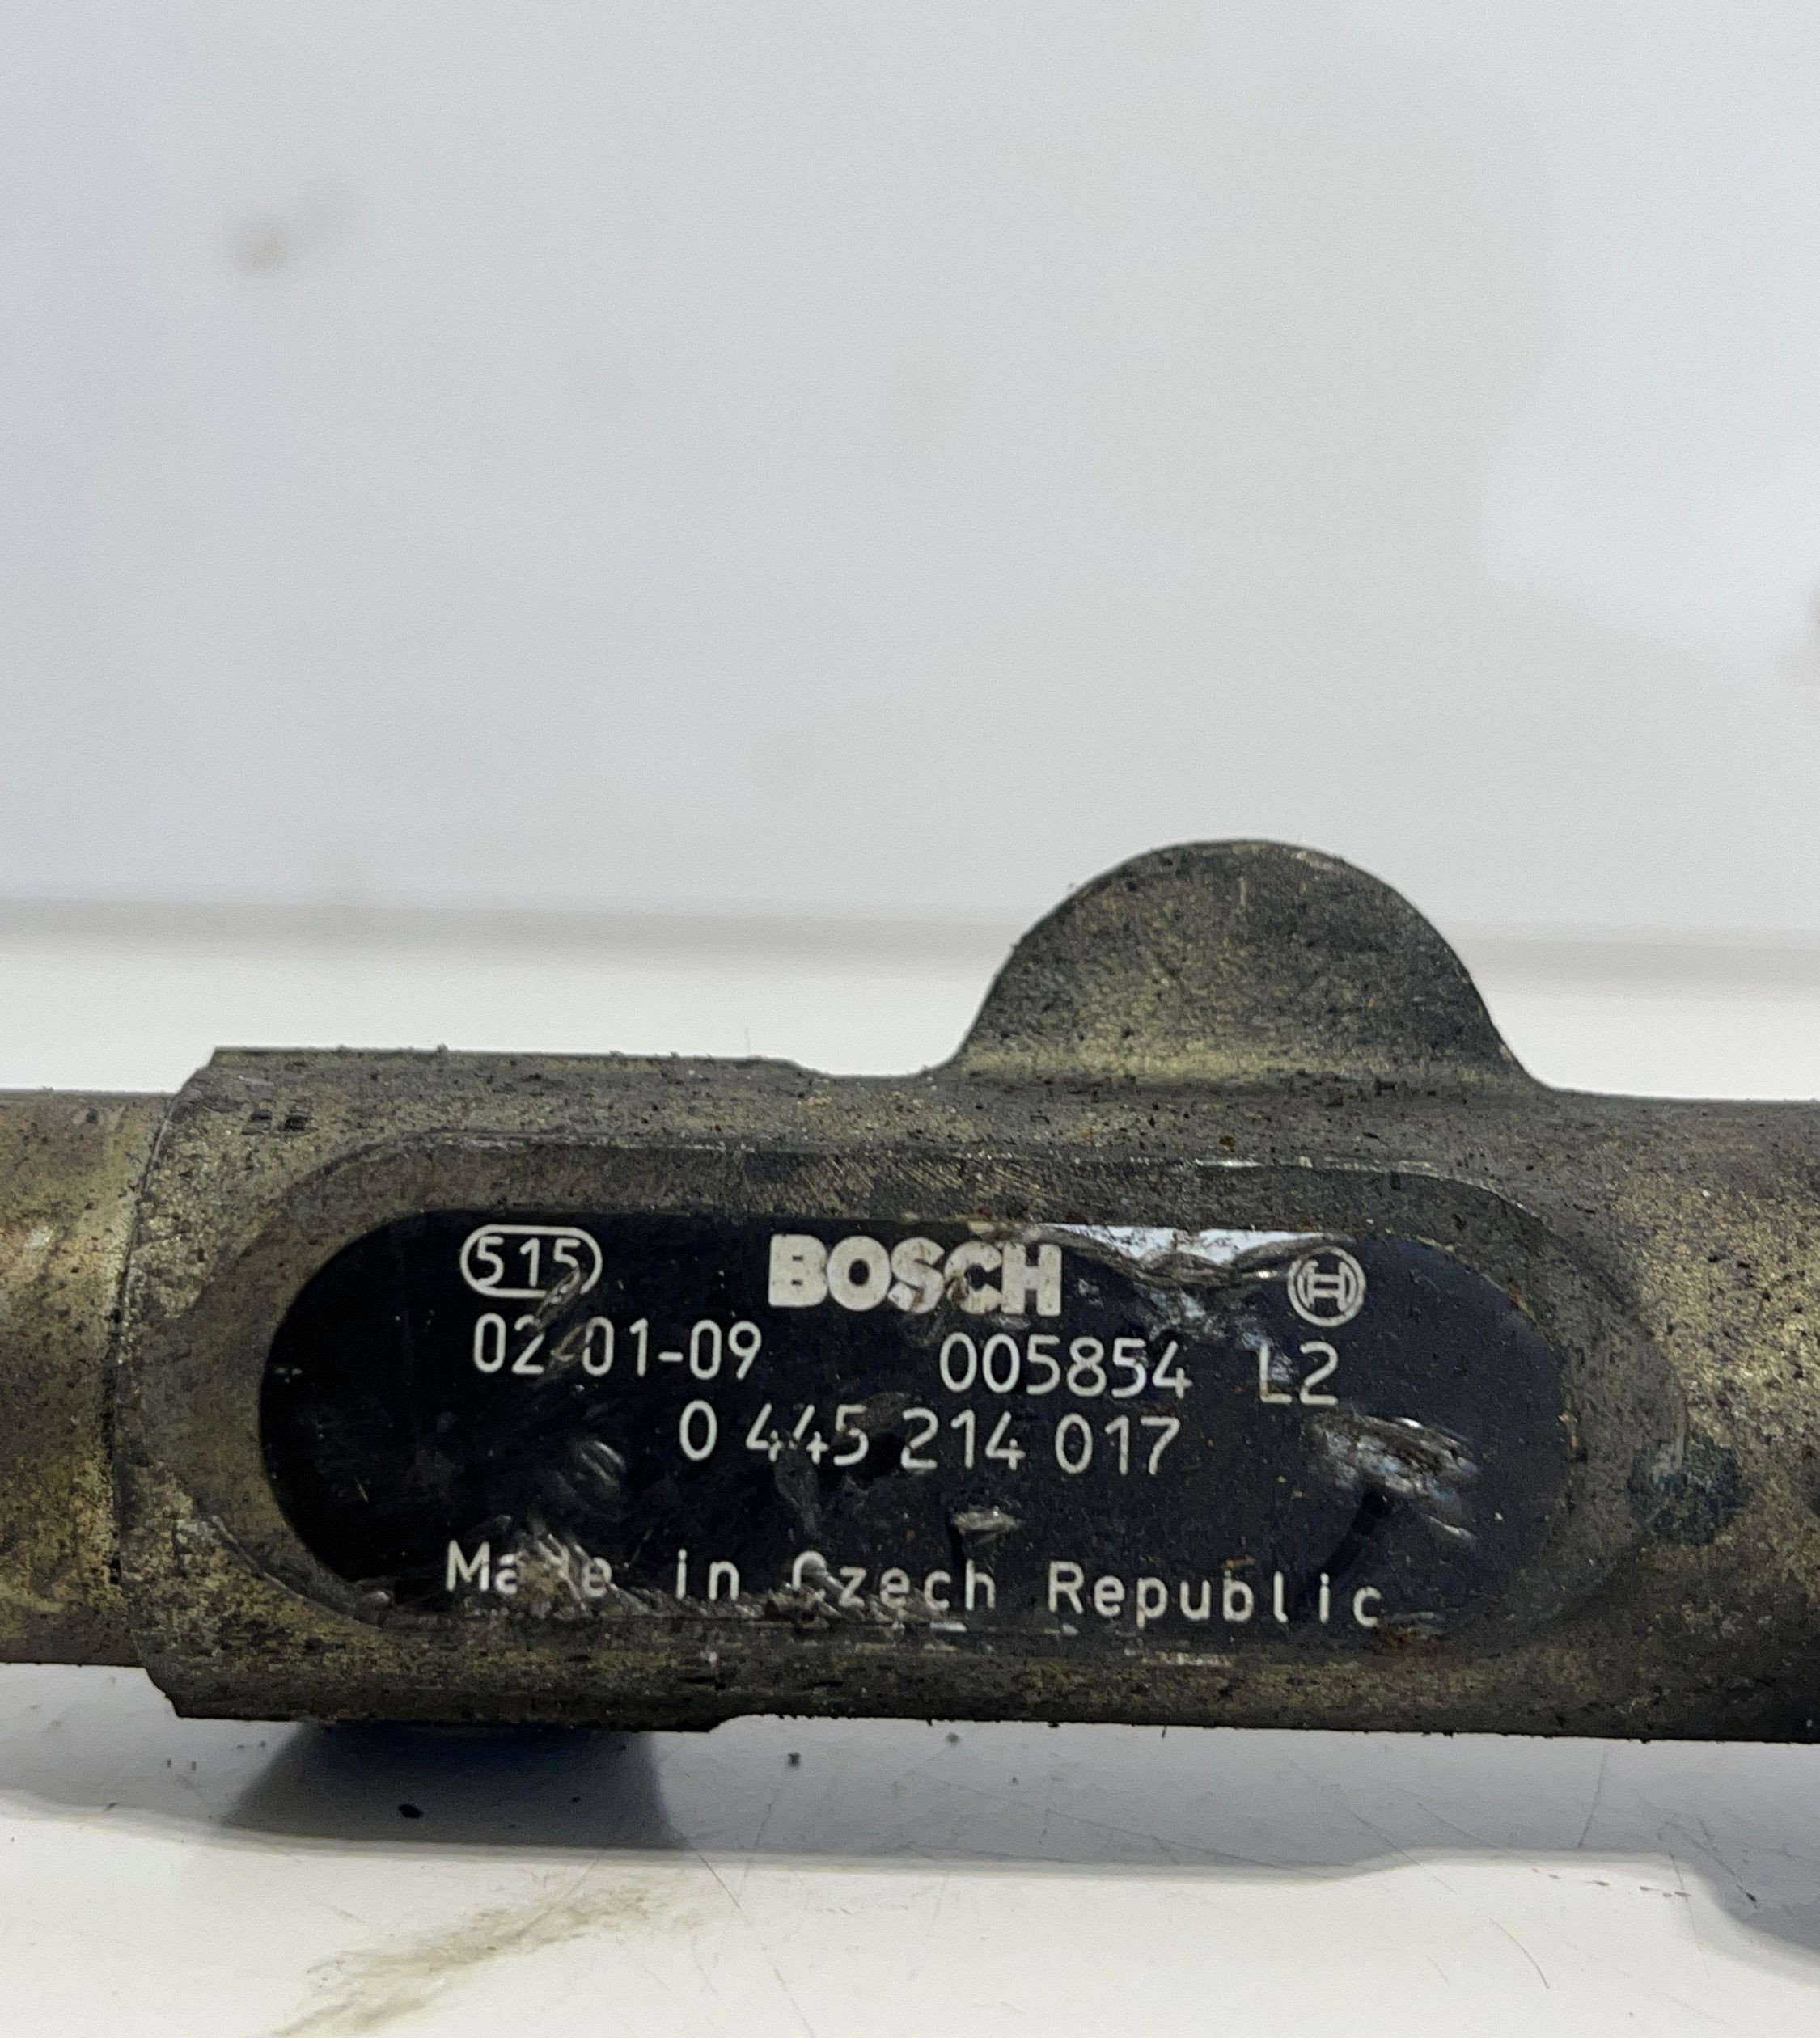 515 BOSCH
02-01-09 005854 L2
0 445 214 017
Made in Czech Republic